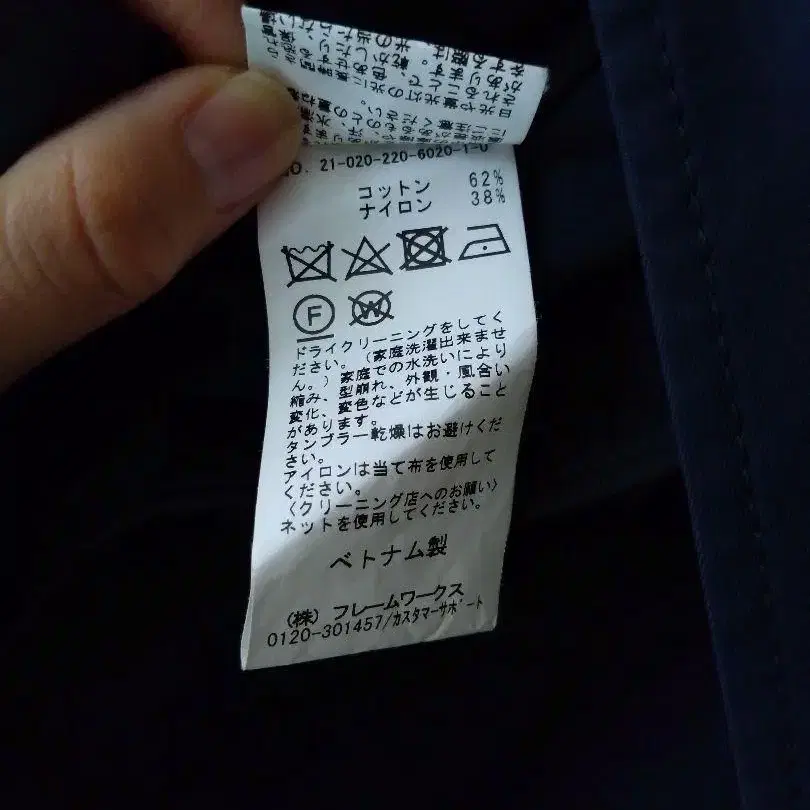 NO. 21-020-220-6020-1-0
コットン 62%
ナイロン 38%
F
W
ドライクリーニングをしてく
ださい。(家庭洗濯出来ませ
ん。)家庭での水洗いにより
縮み、型崩れ、外観・風合い
変化、変色などが生じること
があります。
タンブラー乾燥はお避けくだ
さい。
アイロンは当て布を使用して
ください。
〈クリーニング店へのお願い〉
ネットを使用してください。
ベトナム製
(株) フレームワークス
0120-301457/カスタマーサポート